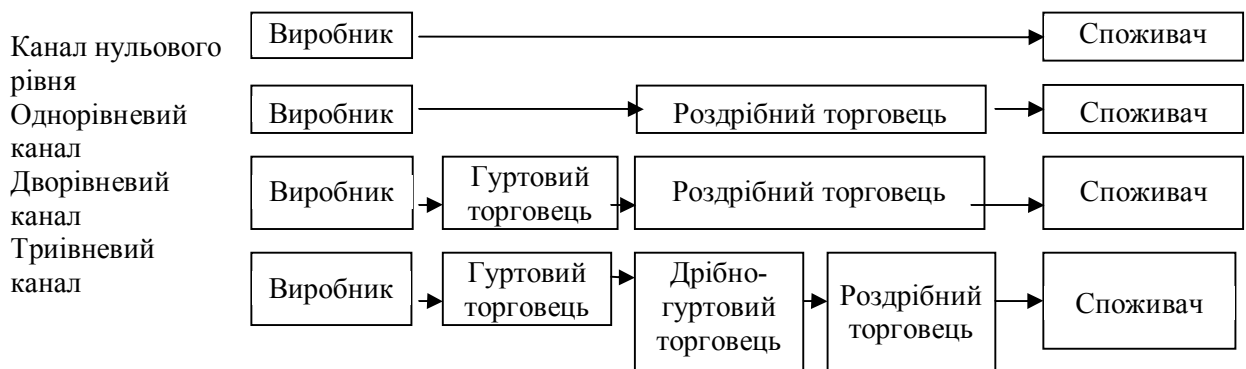 Канал нульового
рівня
Виробник
Споживач
Однорівневий
канал
Виробник
Роздрібний торговець
Споживач
Дворівневий
канал
Виробник
Гуртовий
торговець
Роздрібний торговець
Споживач
Триівневий
канал
Виробник
Гуртовий
торговець
Дрібно-
гуртовий
торговець
Роздрібний
торговець
Споживач